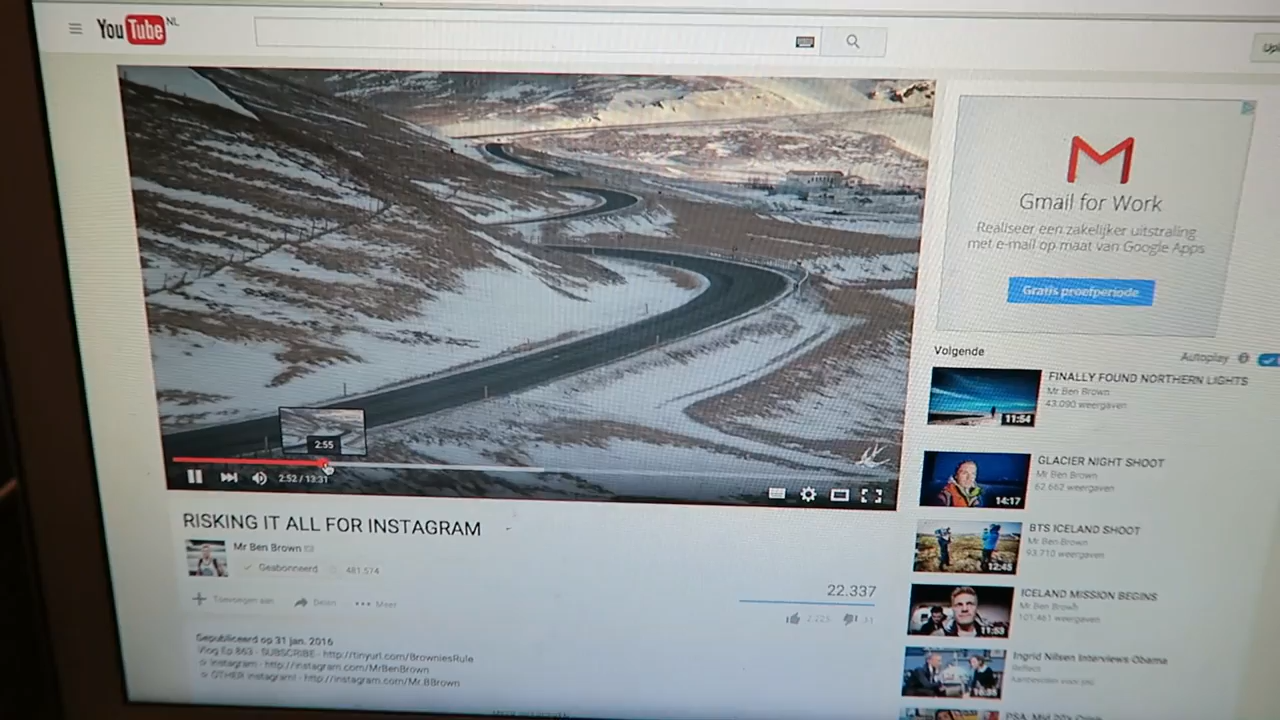 YouTube NL
Gmail for Work
Realiseer een zakelijker uitstraling
met e-mail op maat van Google Apps
Gratis proefperiode
Volgende
Autoplay
FINALLY FOUND NORTHERN LIGHTS
Mr Ben Brown
43.090 weergaven
11:54
GLACIER NIGHT SHOOT
Mr Ben Brown
62.662 weergaven
14:17
BTS ICELAND SHOOT
Mr Ben Brown
93.710 weergaven
12:45
ICELAND MISSION BEGINS
Mr Ben Brown
101.461 weergaven
11:53
Ingrid Nilsen Interviews Obama
2:55
2:52 / 13:31
RISKING IT ALL FOR INSTAGRAM
Mr Ben Brown
Geabonneerd 481.574
Toevoegen aan Delen Meer
22.337
Gepubliceerd op 31 jan. 2016
Vlog Ep 863 - SUBSCRIBE - http://tinyurl.com/BrowniesRule
☆ Instagram - http://instagram.com/MrBenBrown
☆ OTHER Instagram! - http://instagram.com/Mr.BBrown